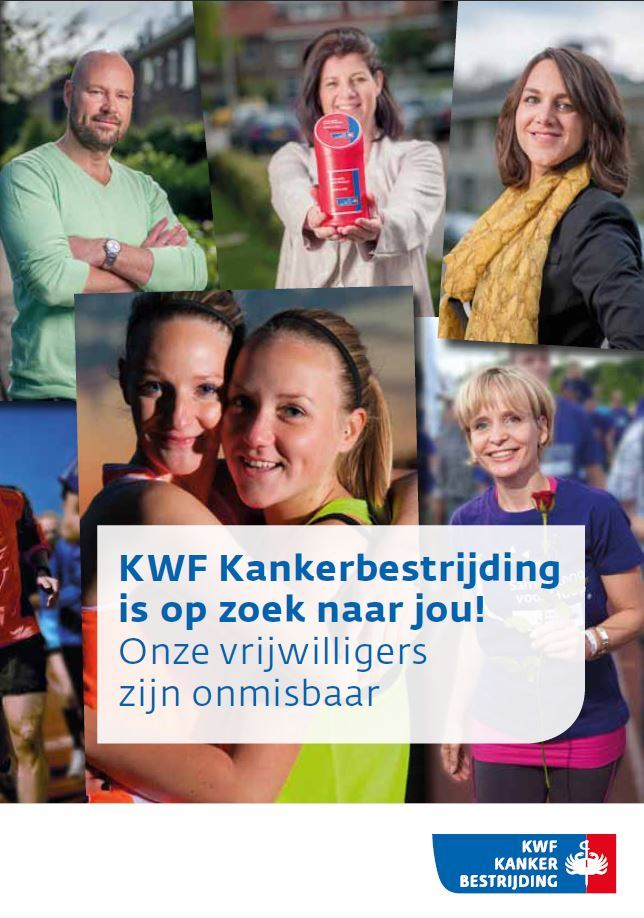 KWF Kankerbestrijding
is op zoek naar jou!
Onze vrijwilligers
zijn onmisbaar
KWF
KANKER
BESTRIJDING